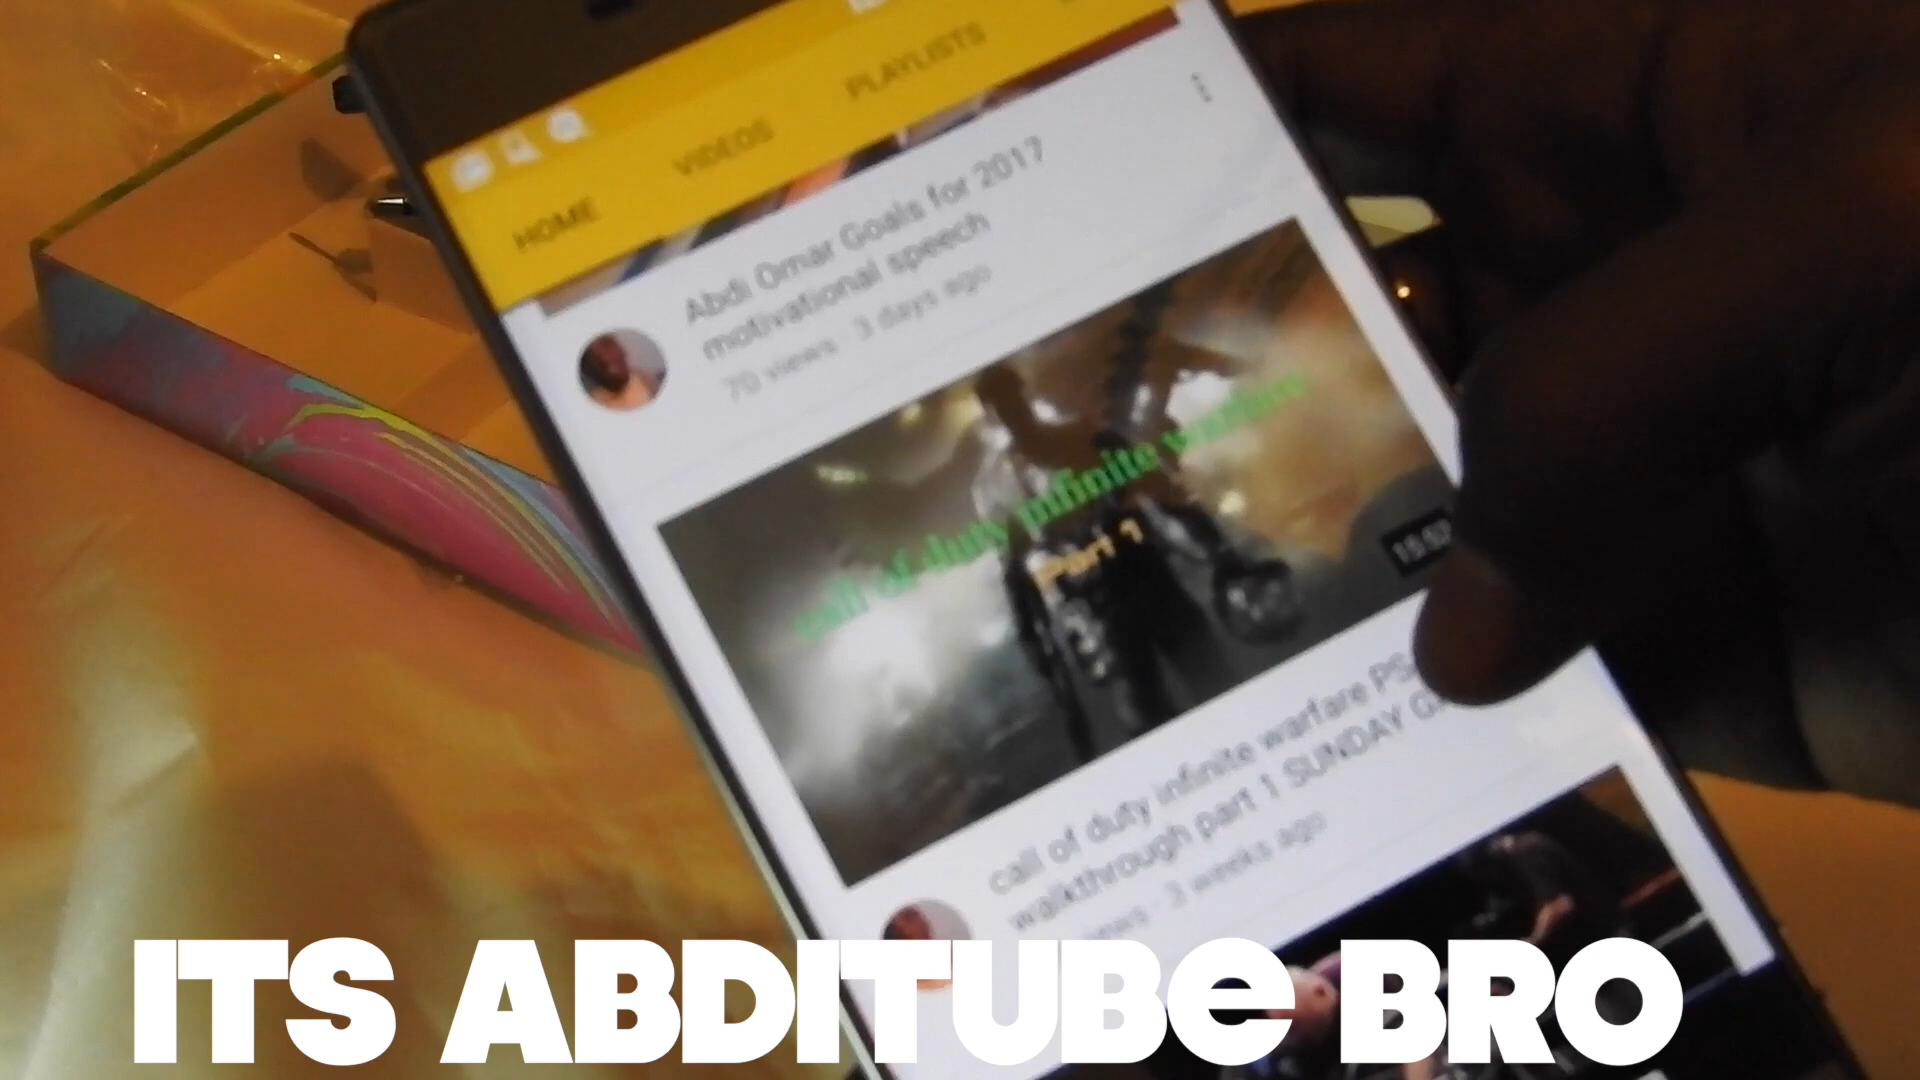 HOME VIDEOS PLAYLISTS
Abdi Omar Goals for 2017
motivational speech
70 views · 3 days ago
call of duty infinite warfare
Part 1
call of duty infinite warfare
walkthrough part 1 SUNDAY
views · 3 weeks ago
ITS ABDITUBE BRO